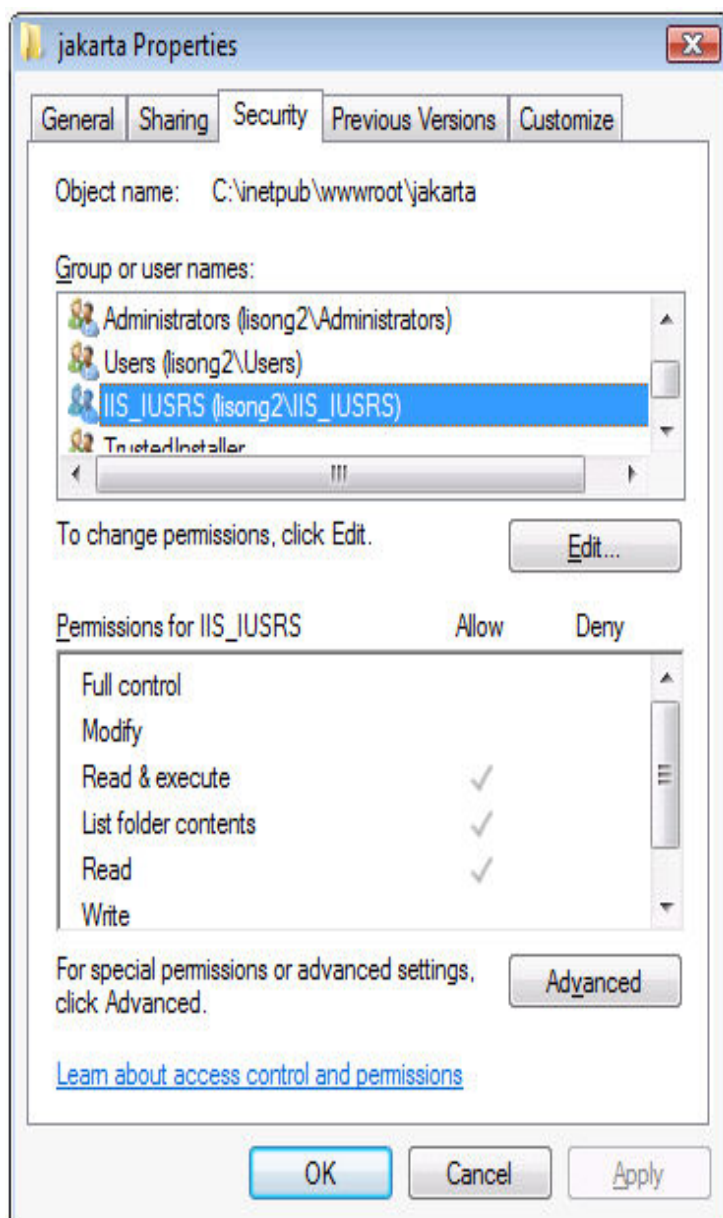 jakarta Properties
General Sharing Security Previous Versions Customize
Object name: C:\inetpub\wwwroot\jakarta
Group or user names:
Administrators (lisong2\Administrators)
Users (lisong2\Users)
IIS_IUSRS (lisong2\IIS_IUSRS)
TrustedInstaller
To change permissions, click Edit.
Edit...
Permissions for IIS_IUSRS Allow Deny
Full control
Modify
Read & execute
List folder contents
Read
Write
For special permissions or advanced settings,
click Advanced.
Advanced
Learn about access control and permissions
OK Cancel Apply